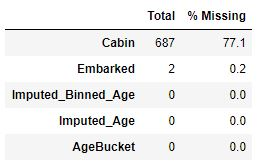 Total % Missing
Cabin 687 77.1
Embarked 2 0.2
Imputed_Binned_Age 0 0.0
Imputed_Age 0 0.0
AgeBucket 0 0.0